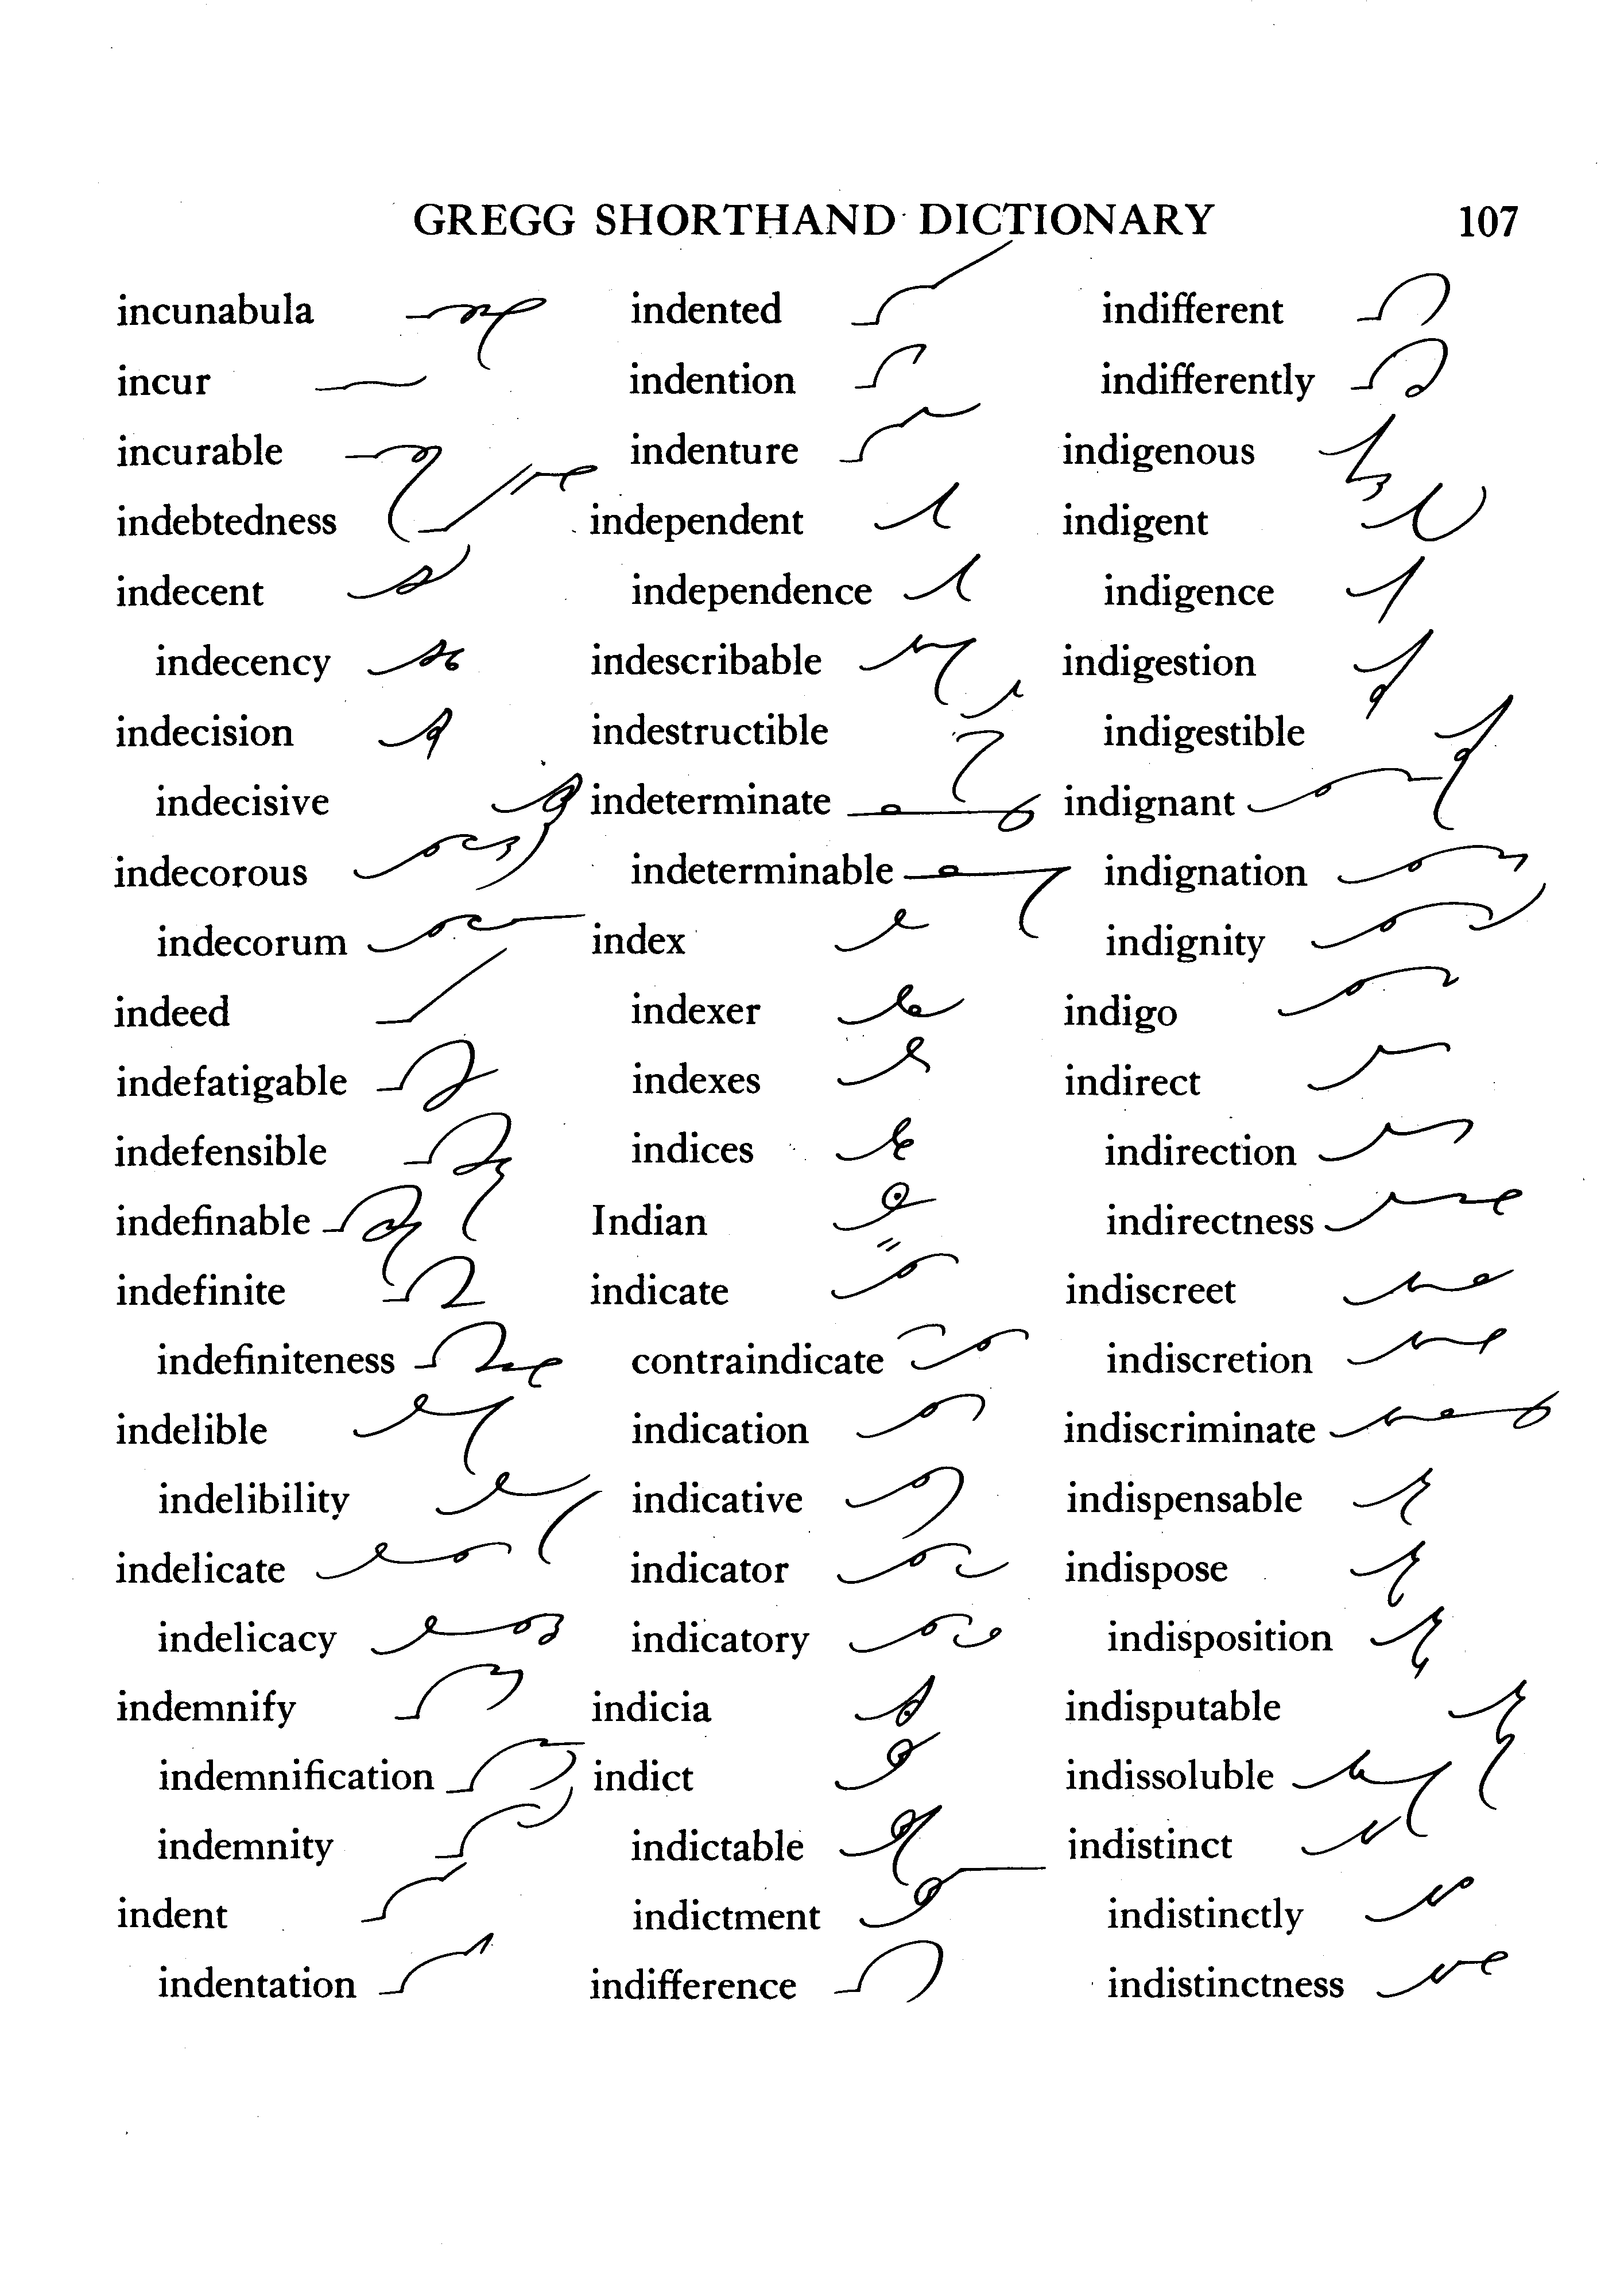 GREGG SHORTHAND DICTIONARY 107
incunabula
incur
incurable
indebtedness
indecent
indecency
indecision
indecisive
indecorous
indecorum
indeed
indefatigable
indefensible
indefinable
indefinite
indefiniteness
indelible
indelibility
indelicate
indelicacy
indemnify
indemnification
indemnity
indent
indentation
indented
indention
indenture
independent
independence
indescribable
indestructible
indeterminate
indeterminable
index
indexer
indexes
indices
Indian
indicate
contraindicate
indication
indicative
indicator
indicatory
indicia
indict
indictable
indictment
indifference
indifferent
indifferently
indigenous
indigent
indigence
indigestion
indigestible
indignant
indignation
indignity
indigo
indirect
indirection
indirectness
indiscreet
indiscretion
indiscriminate
indispensable
indispose
indisposition
indisputable
indissoluble
indistinct
indistinctly
indistinctness